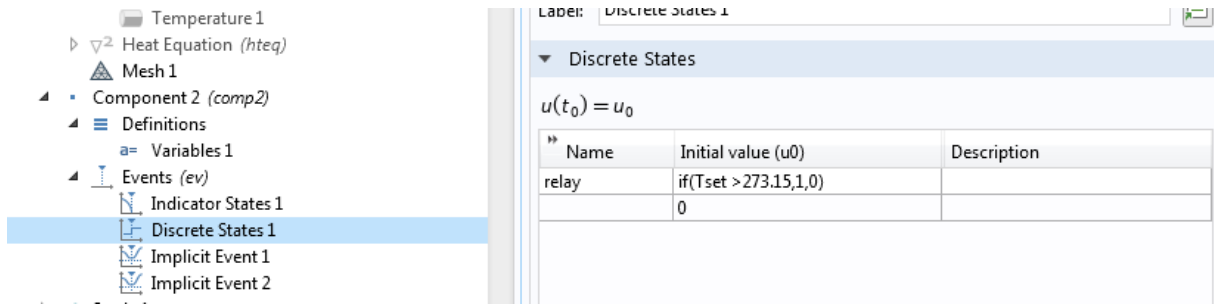 Temperature 1
∇² Heat Equation (hteq)
Mesh 1
Component 2 (comp2)
Definitions
a= Variables 1
Events (ev)
Indicator States 1
Discrete States 1
Implicit Event 1
Implicit Event 2
Label: Discrete States 1
Discrete States
u(t₀) = u₀
Name Initial value (u0) Description
relay if(Tset >273.15,1,0)
0